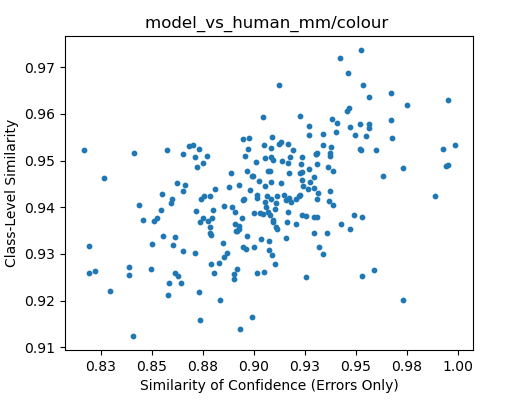 model_vs_human_mm/colour
Class-Level Similarity
0.97
0.96
0.95
0.94
0.93
0.92
0.91
0.83 0.85 0.88 0.90 0.93 0.95 0.98 1.00
Similarity of Confidence (Errors Only)